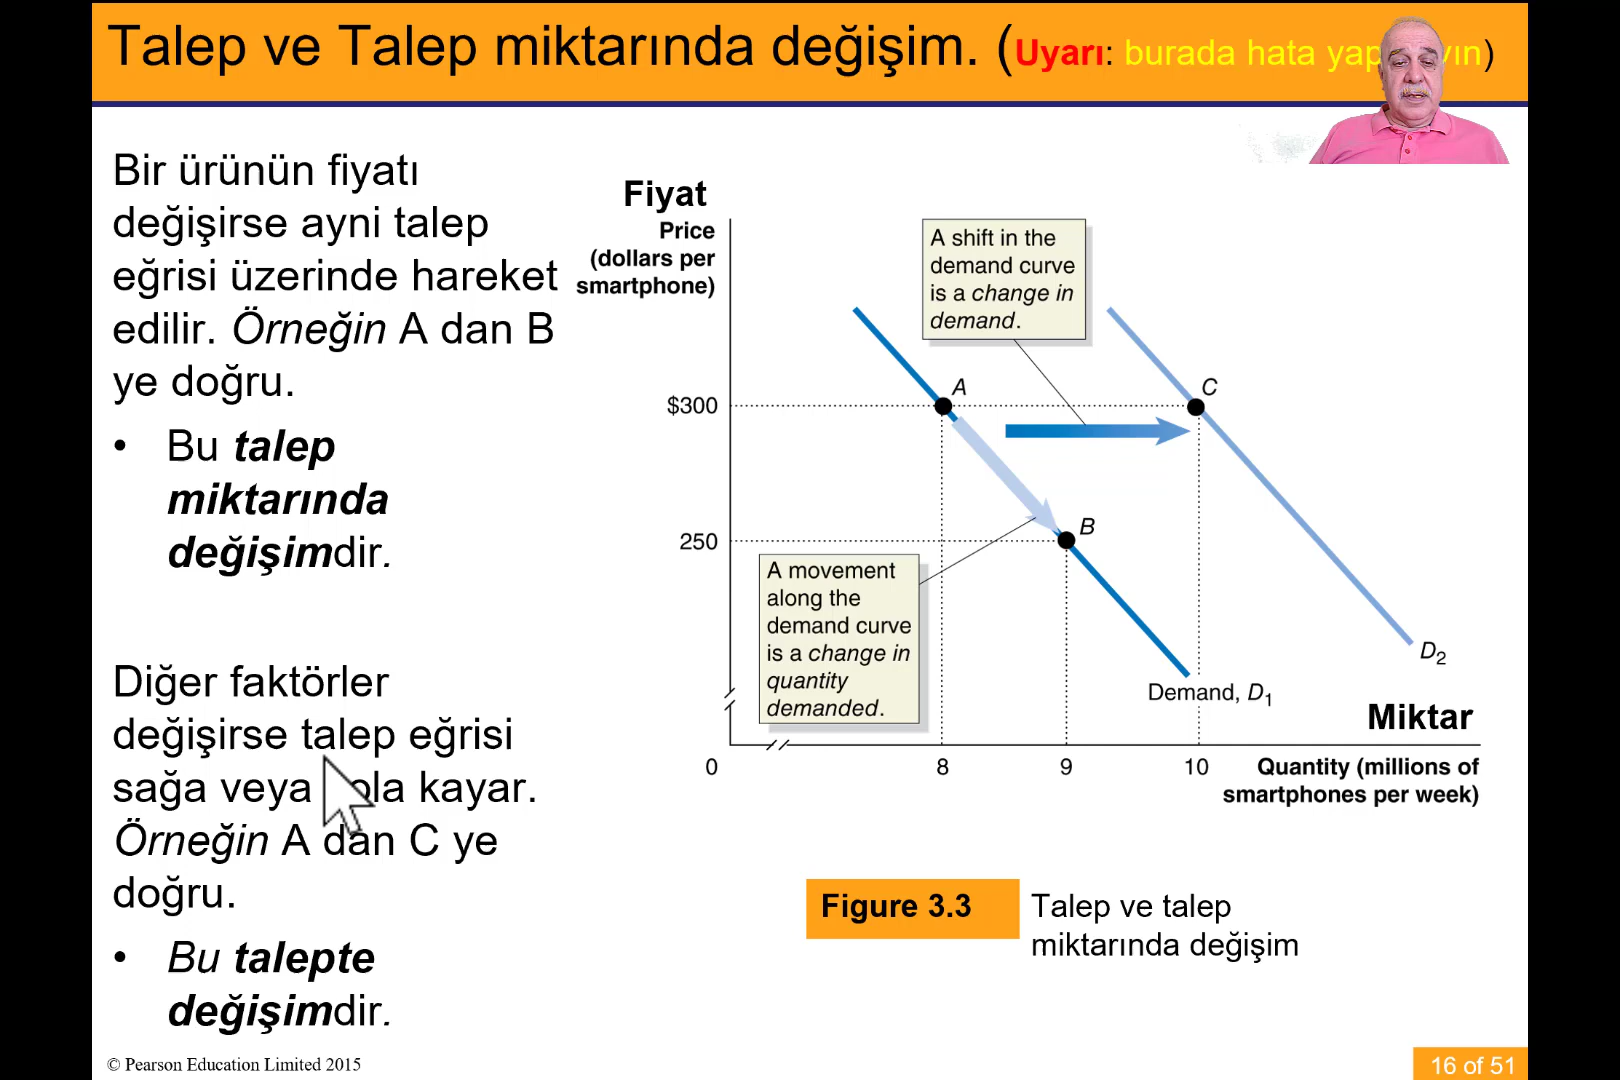 Talep ve Talep miktarında değişim. (Uyarı: burada hata
Bir ürünün fiyatı
değişirse ayni talep
eğrisi üzerinde hareket
edilir. Örneğin A dan B
ye doğru.
• Bu talep
miktarında
değişimdir.
Diğer faktörler
değişirse talep eğrisi
sağa veya kayar.
Örneğin A dan C ye
doğru.
• Bu talepte
değişimdir.
Fiyat
Price
(dollars per
smartphone)
A shift in the
demand curve
is a change in
demand.
A
C
$300
B
250
A movement
along the
demand curve
is a change in
quantity
demanded.
D2
Demand, D1
Miktar
0
8
9
10
Quantity (millions of
smartphones per week)
Figure 3.3
Talep ve talep
miktarında değişim
© Pearson Education Limited 2015
16 of 51